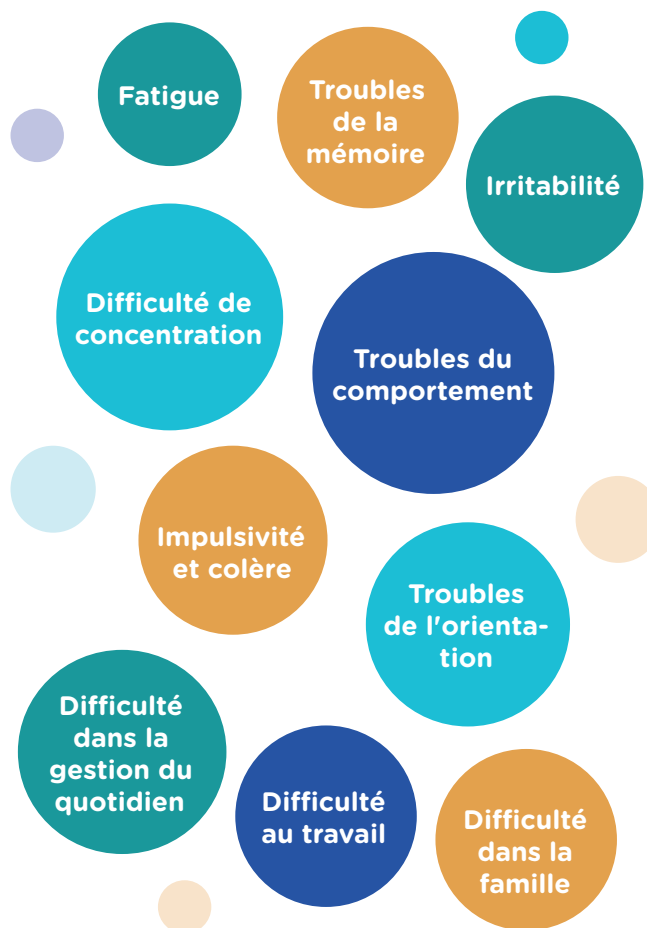 Fatigue
Troubles
de la
mémoire
Irritabilité
Difficulté de
concentration
Troubles du
comportement
Impulsivité
et colère
Troubles
de l'orienta-
tion
Difficulté
dans la
gestion du
quotidien
Difficulté
au travail
Difficulté
dans la
famille